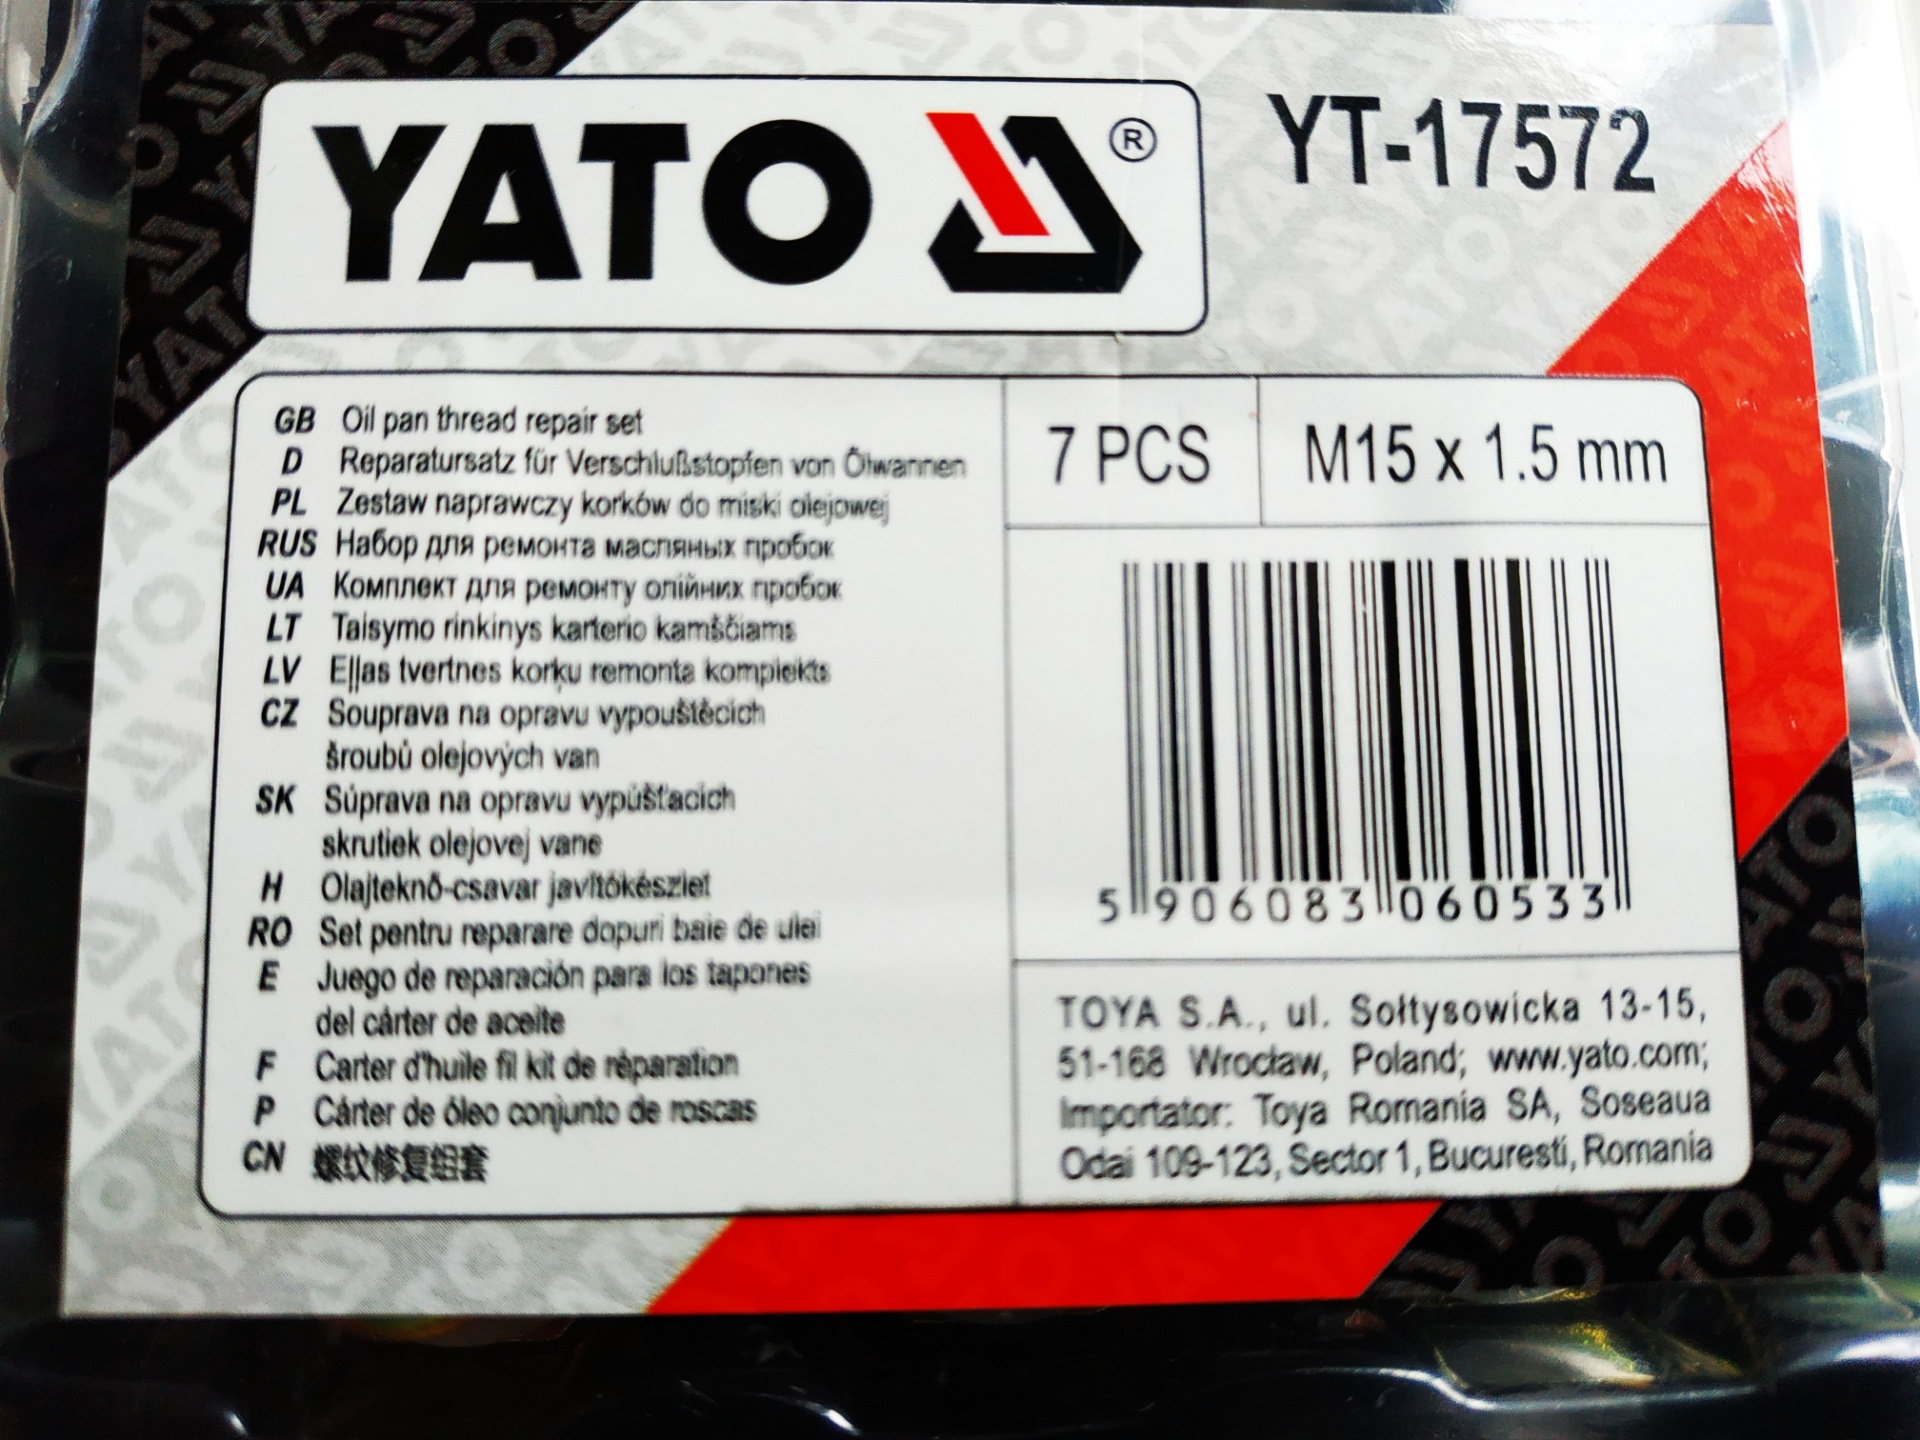 YATO ®
YT-17572
GB Oil pan thread repair set
D Reparatursatz für Verschlußstopfen von Ölwannen
PL Zestaw naprawczy korków do miski olejowej
RUS Набор для ремонта масляных пробок
UA Комплект для ремонту олійних пробок
LT Taisymo rinkinys karterio kamščiams
LV Eļļas tvertnes korķu remonta komplekts
CZ Souprava na opravu vypouštěcích
šroubů olejových van
SK Súprava na opravu vypúšťacích
skrutiek olejovej vane
H Olajteknő-csavar javítókészlet
RO Set pentru reparare dopuri baie de ulei
E Juego de reparación para los tapones
del cárter de aceite
F Carter d'huile fil kit de réparation
P Cárter de óleo conjunto de roscas
CN 螺纹修复组套
7 PCS
M15 x 1.5 mm
5 906083 060533
TOYA S.A., ul. Sołtysowicka 13-15,
51-168 Wrocław, Poland; www.yato.com;
Importator: Toya Romania SA, Soseaua
Odai 109-123, Sector 1, Bucuresti, Romania